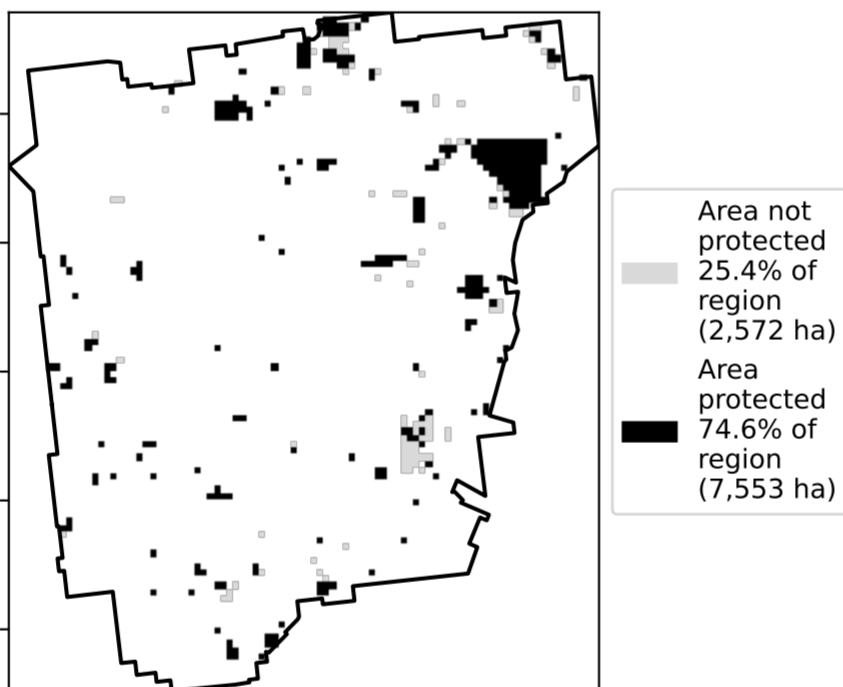 Area not
protected
25.4% of
region
(2,572 ha)
Area
protected
74.6% of
region
(7,553 ha)